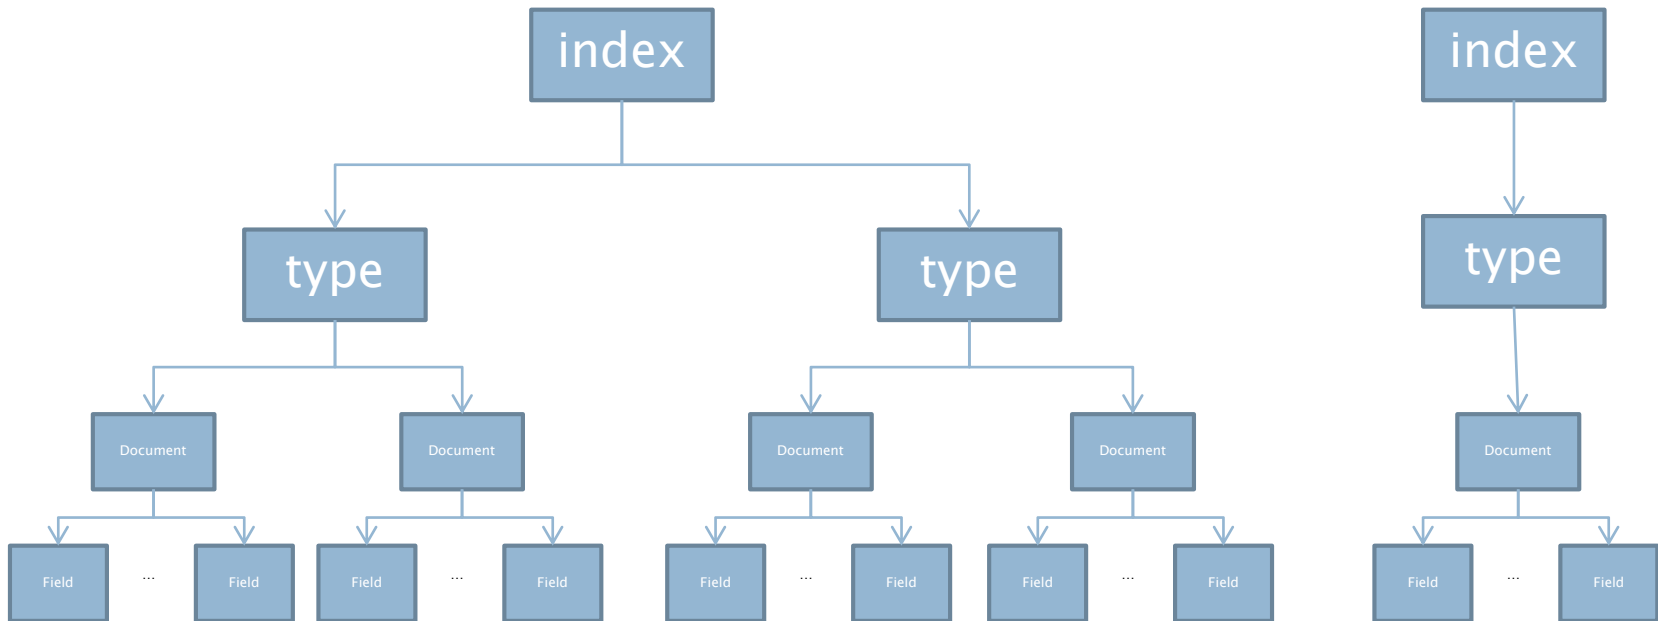 index
index
type
type
type
Document
Document
Document
Document
Document
Field
...
Field
Field
...
Field
Field
...
Field
Field
...
Field
Field
...
Field